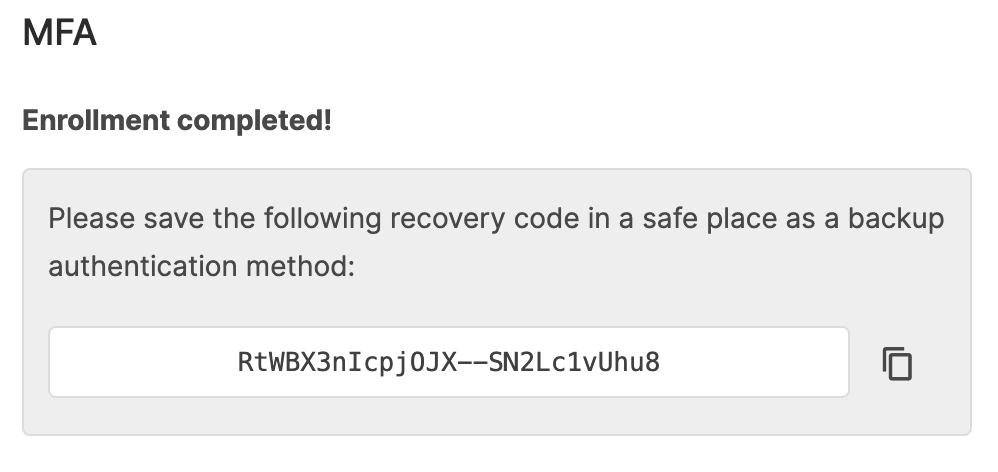 MFA
Enrollment completed!
Please save the following recovery code in a safe place as a backup
authentication method:
RtWBX3nIcpjOJX--SN2Lc1vUhu8